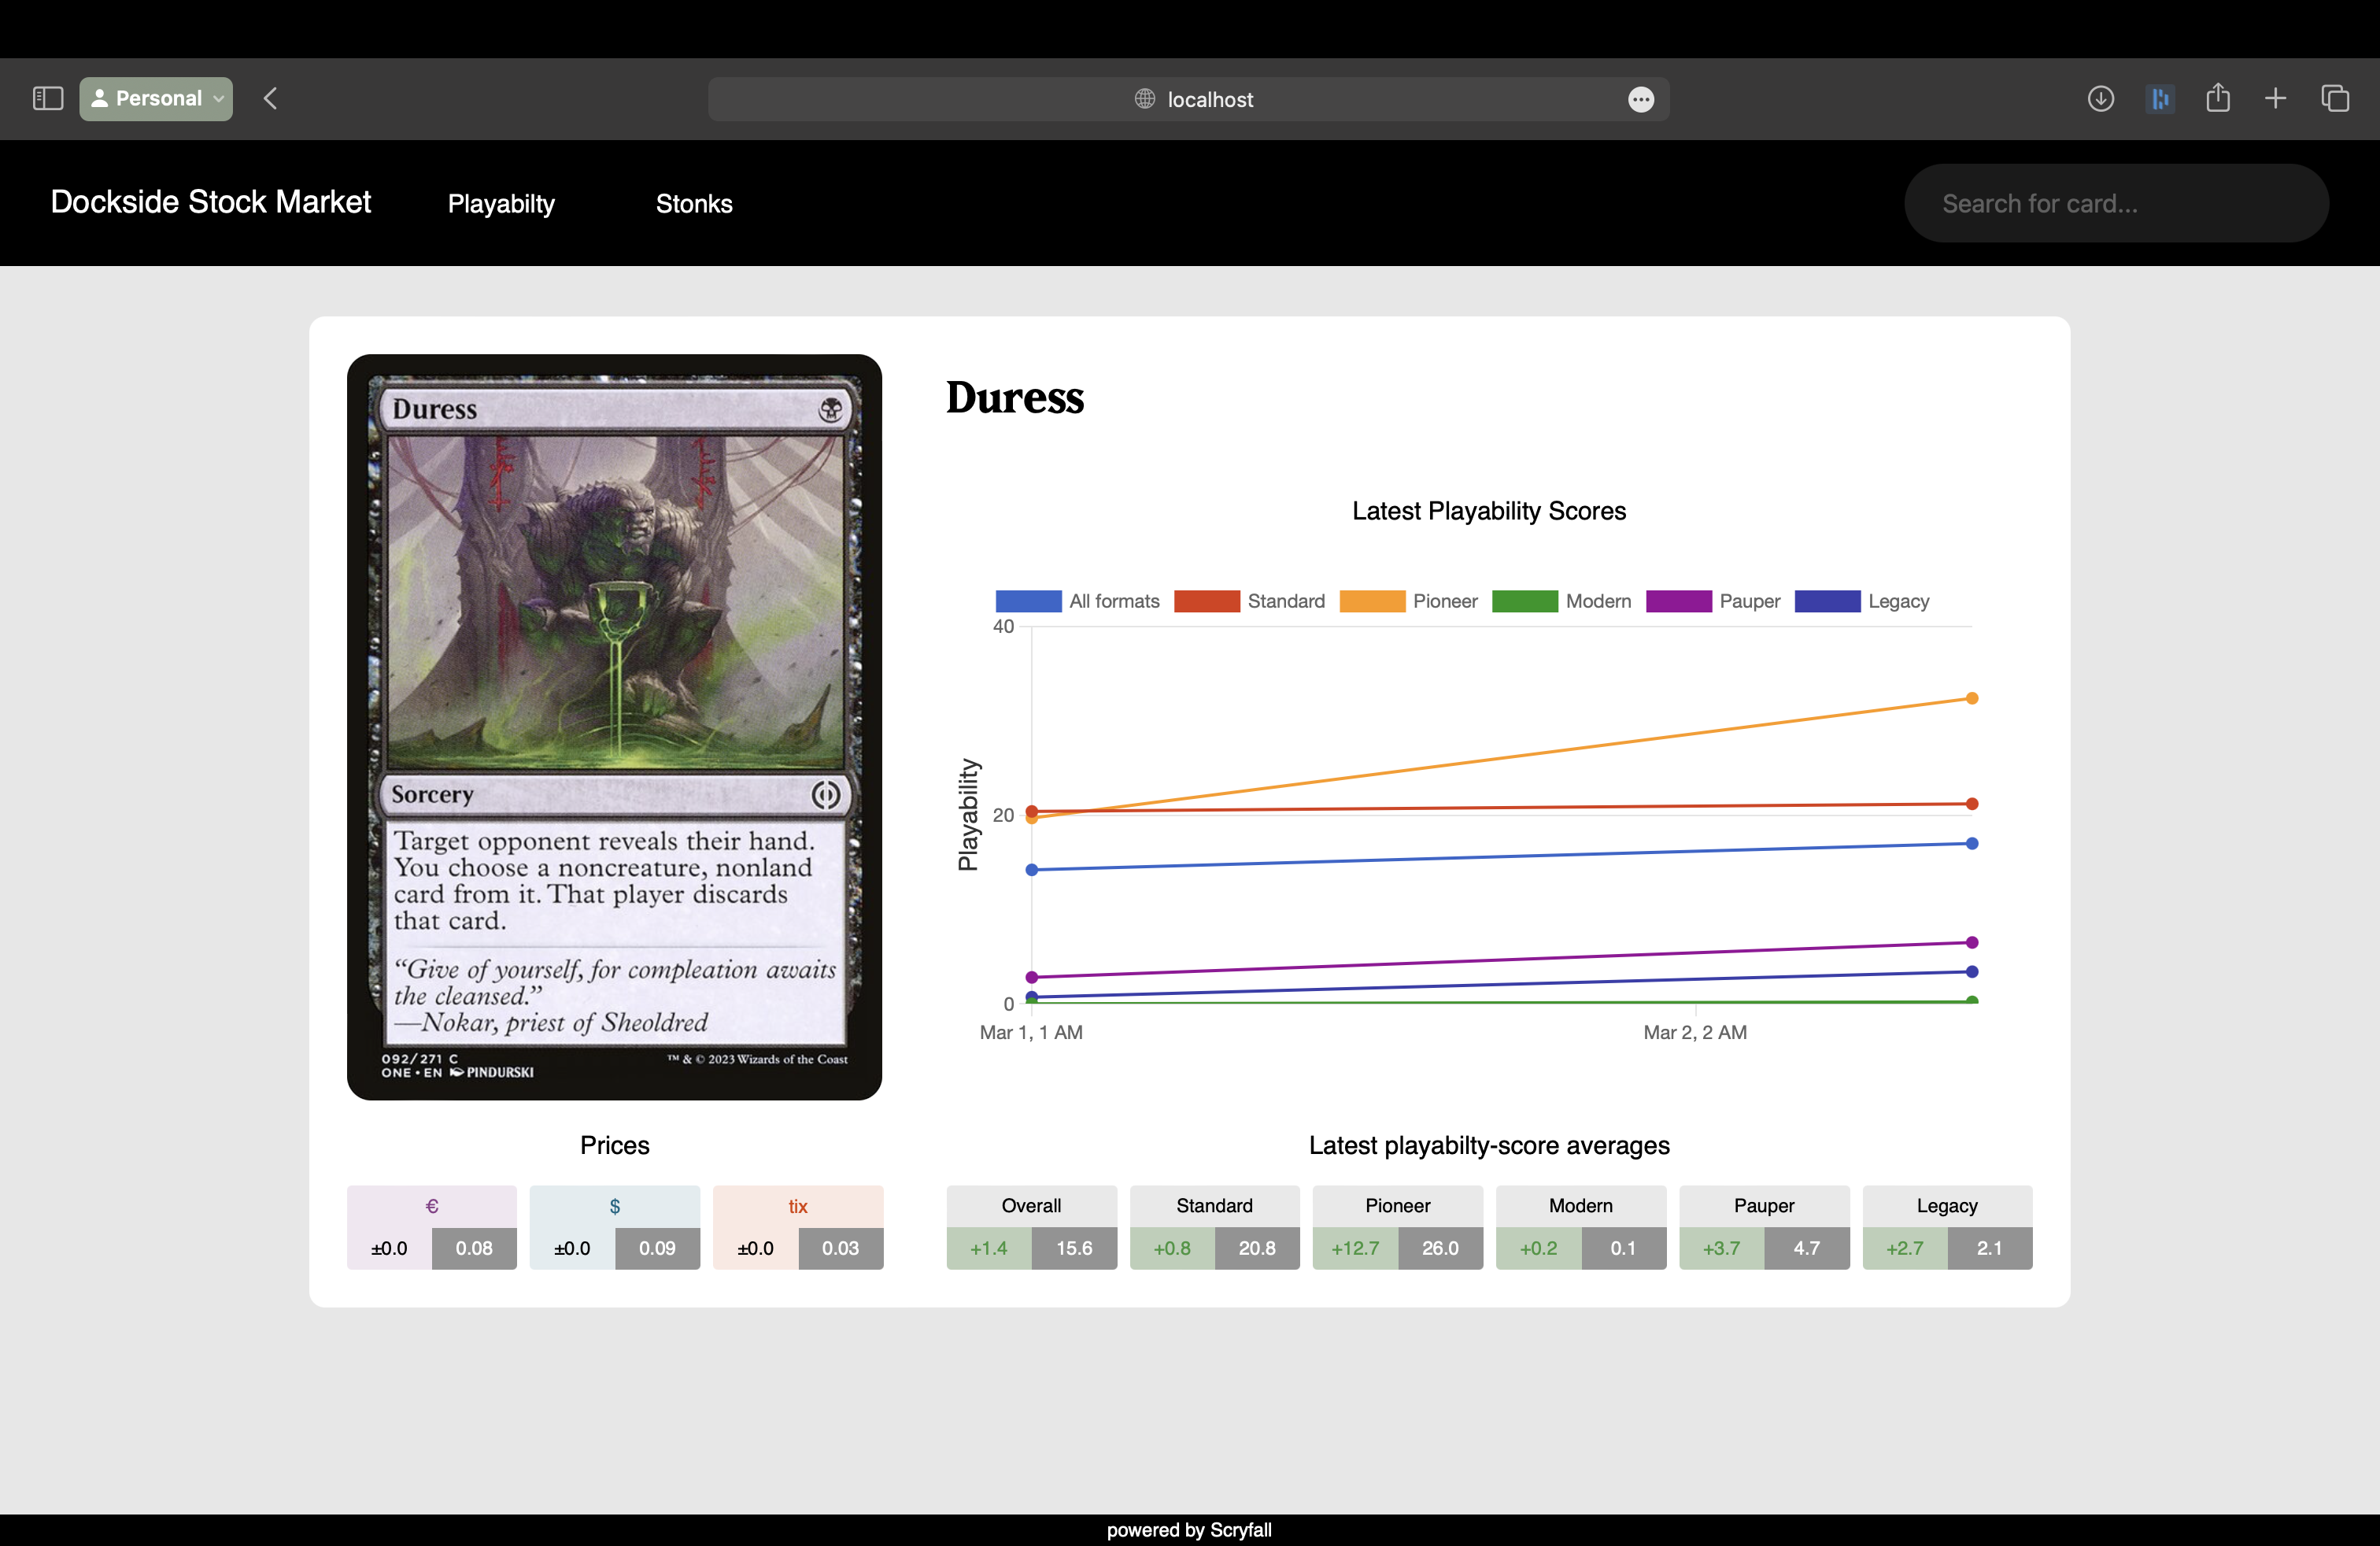 Personal
localhost
Dockside Stock Market
Playabilty
Stonks
Search for card...
Duress
Sorcery
Target opponent reveals their hand.
You choose a noncreature, nonland
card from it. That player discards
that card.
“Give of yourself, for compleation awaits
the cleansed.”
—Nokar, priest of Sheoldred
092/271 C
ONE • EN PINDURSKI
™ & © 2023 Wizards of the Coast
Prices
€
±0.0 0.08
$
±0.0 0.09
tix
±0.0 0.03
Duress
Latest Playability Scores
All formats Standard Pioneer Modern Pauper Legacy
Playability
40
20
0
Mar 1, 1 AM
Mar 2, 2 AM
Latest playabilty-score averages
Overall
+1.4 15.6
Standard
+0.8 20.8
Pioneer
+12.7 26.0
Modern
+0.2 0.1
Pauper
+3.7 4.7
Legacy
+2.7 2.1
powered by Scryfall